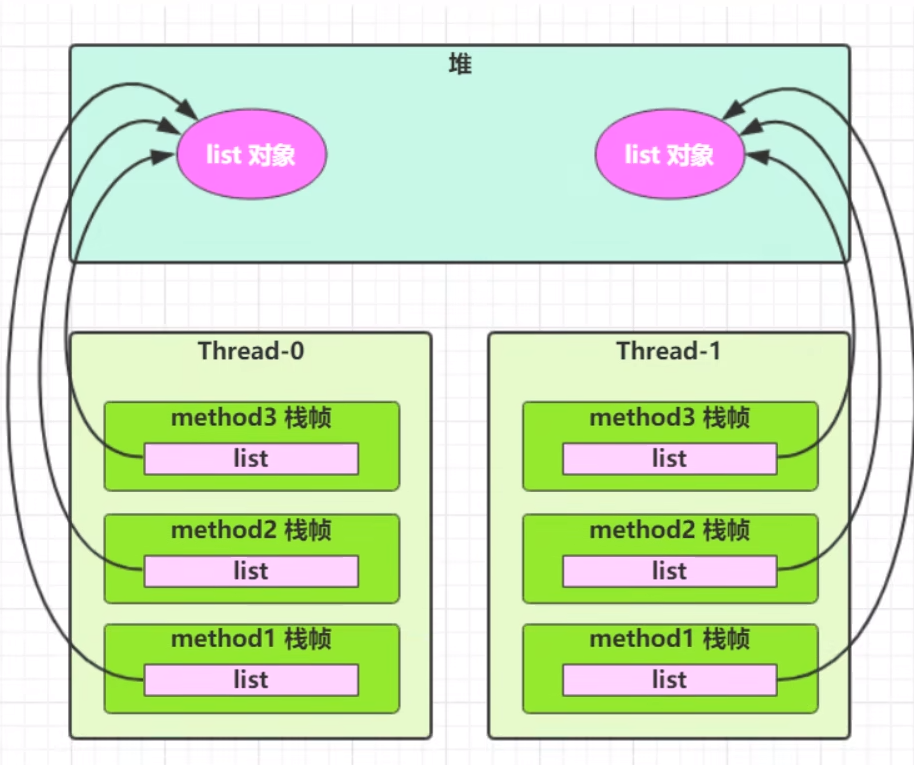 堆
list 对象
list 对象
Thread-0
method3 栈帧
list
method2 栈帧
list
method1 栈帧
list
Thread-1
method3 栈帧
list
method2 栈帧
list
method1 栈帧
list